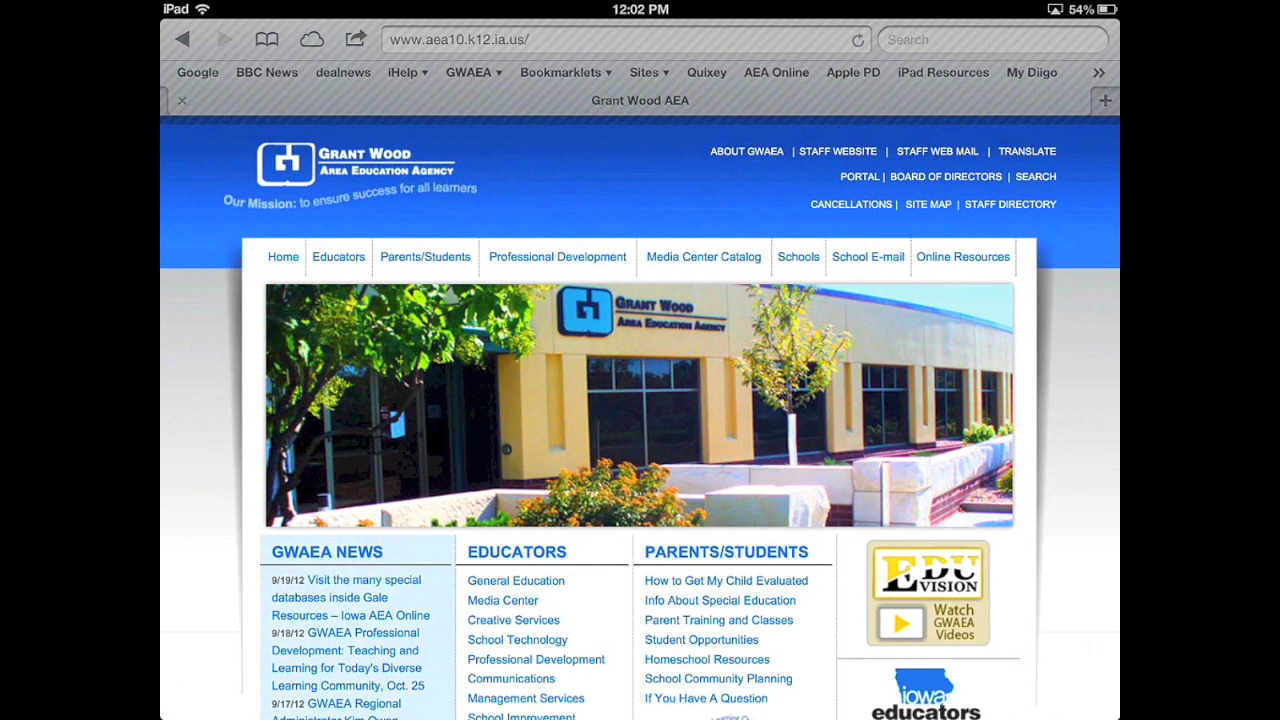 iPad
12:02 PM
54%
www.aea10.k12.ia.us/
Search
Google BBC News dealnews iHelp ▾ GWAEA ▾ Bookmarklets ▾ Sites ▾ Quixey AEA Online Apple PD iPad Resources My Diigo »
Grant Wood AEA
GRANT WOOD
AREA EDUCATION AGENCY
Our Mission: to ensure success for all learners
ABOUT GWAEA | STAFF WEBSITE | STAFF WEB MAIL | TRANSLATE
PORTAL | BOARD OF DIRECTORS | SEARCH
CANCELLATIONS | SITE MAP | STAFF DIRECTORY
Home Educators Parents/Students Professional Development Media Center Catalog Schools School E-mail Online Resources
GRANT WOOD
AREA EDUCATION AGENCY
GWAEA NEWS
9/19/12 Visit the many special
databases inside Gale
Resources – Iowa AEA Online
9/18/12 GWAEA Professional
Development: Teaching and
Learning for Today's Diverse
Learning Community, Oct. 25
9/17/12 GWAEA Regional
Administrator Kim Owen
EDUCATORS
General Education
Media Center
Creative Services
School Technology
Professional Development
Communications
Management Services
School Improvement
PARENTS/STUDENTS
How to Get My Child Evaluated
Info About Special Education
Parent Training and Classes
Student Opportunities
Homeschool Resources
School Community Planning
If You Have A Question
EDU
VISION
Watch
GWAEA
Videos
iowa
educators